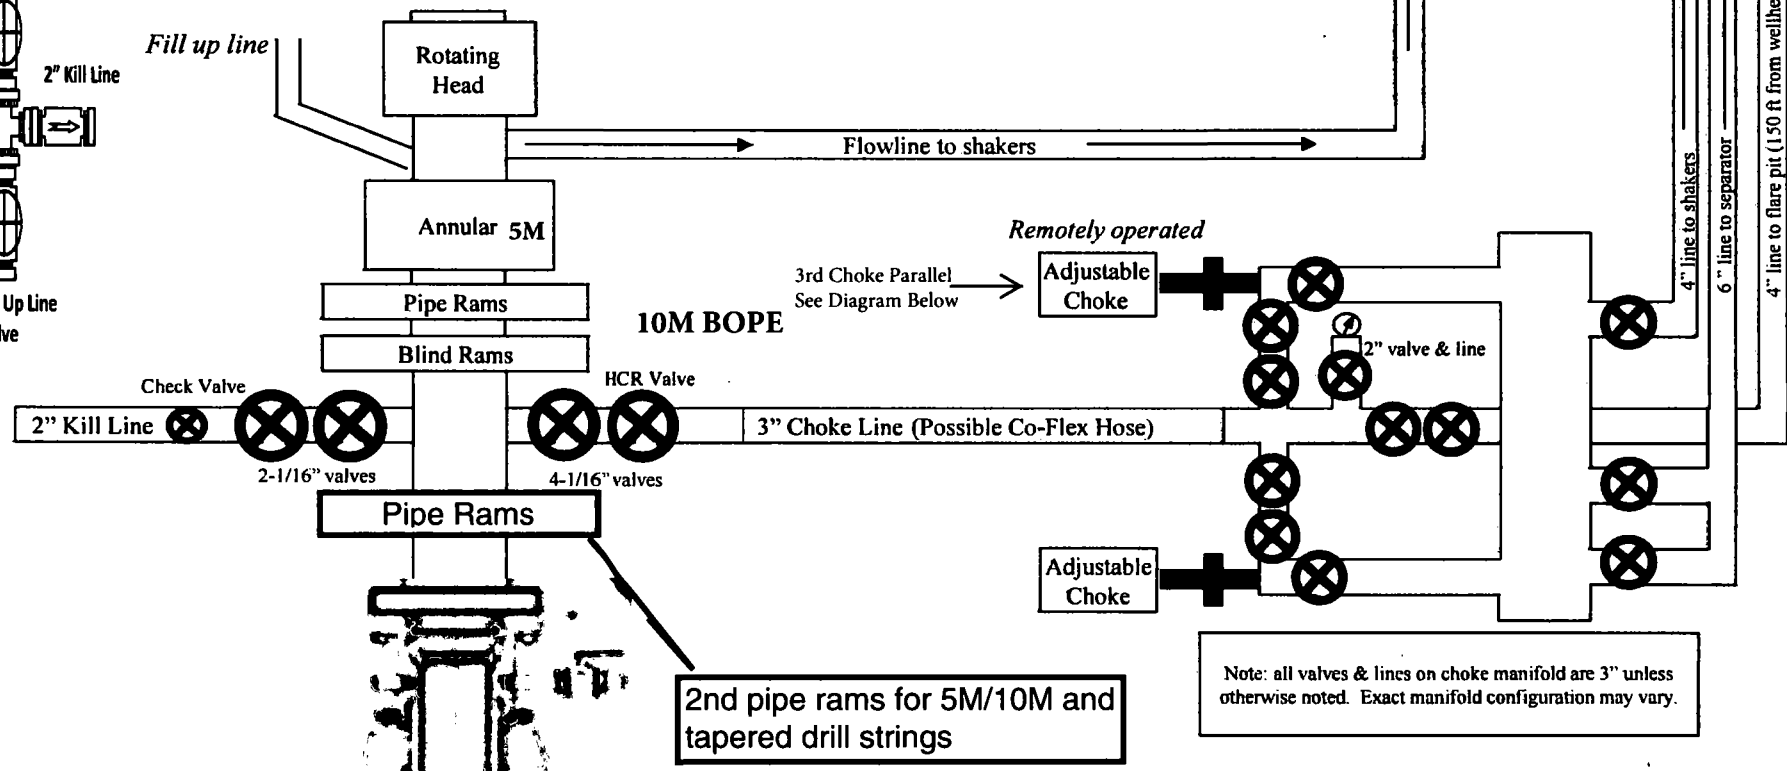 Fill up line
2" Kill Line
Up Line
Rotating
Head
Flowline to shakers
Annular 5M
Pipe Rams
Blind Rams
10M BOPE
Remotely operated
3rd Choke Parallel
See Diagram Below
Adjustable
Choke
2" valve & line
4" line to shakers
6" line to separator
4" line to flare pit (150 ft from
Check Valve
HCR Valve
2" Kill Line
3" Choke Line (Possible Co-Flex Hose)
2-1/16" valves
4-1/16" valves
Pipe Rams
Adjustable
Choke
2nd pipe rams for 5M/10M and
tapered drill strings
Note: all valves & lines on choke manifold are 3" unless
otherwise noted. Exact manifold configuration may vary.